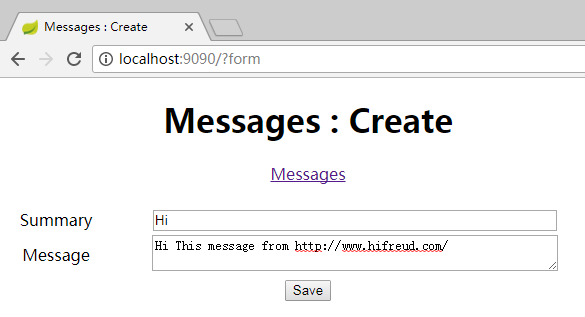 Messages : Create
localhost:9090/?form
Messages : Create
Messages
Summary Hi
Message Hi This message from http://www.hifreud.com/
Save